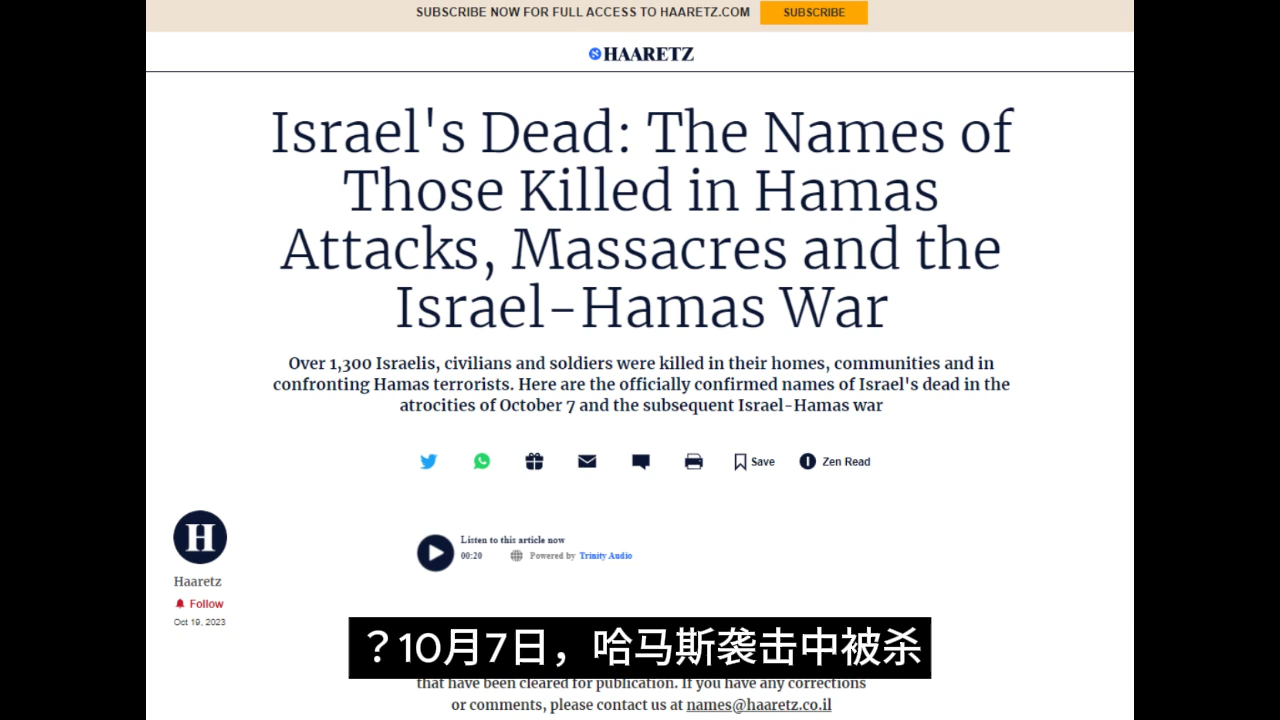 SUBSCRIBE NOW FOR FULL ACCESS TO HAARETZ.COM SUBSCRIBE
HAARETZ
Israel's Dead: The Names of
Those Killed in Hamas
Attacks, Massacres and the
Israel-Hamas War
Over 1,300 Israelis, civilians and soldiers were killed in their homes, communities and in
confronting Hamas terrorists. Here are the officially confirmed names of Israel's dead in the
atrocities of October 7 and the subsequent Israel-Hamas war
Save Zen Read
H
Haaretz
Follow
Oct 19, 2023
Listen to this article now
00:20 Powered by Trinity Audio
？10月7日，哈马斯袭击中被杀
that have been cleared for publication. If you have any corrections
or comments, please contact us at names@haaretz.co.il